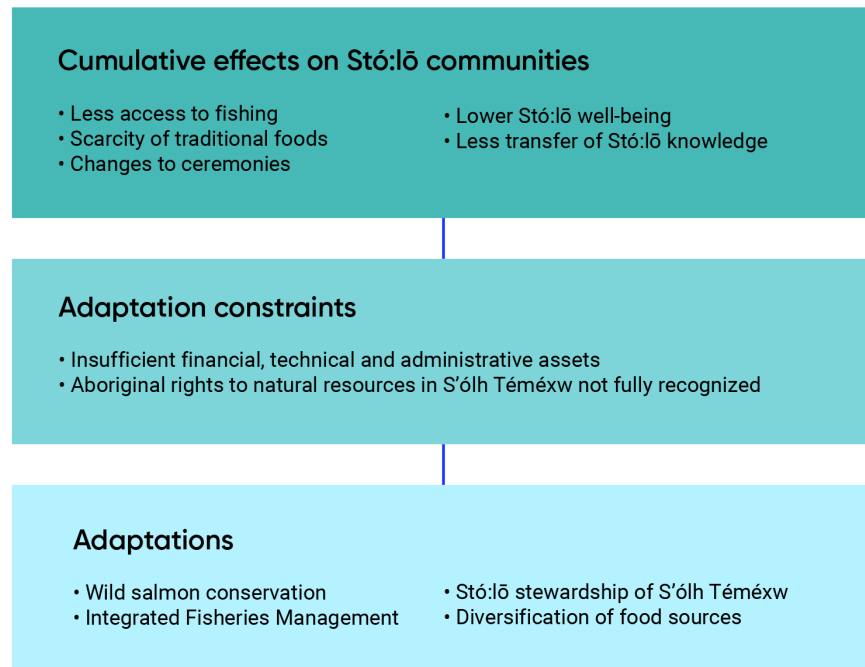 Cumulative effects on Stó:lō communities
• Less access to fishing
• Scarcity of traditional foods
• Changes to ceremonies
• Lower Stó:lō well-being
• Less transfer of Stó:lō knowledge
Adaptation constraints
• Insufficient financial, technical and administrative assets
• Aboriginal rights to natural resources in S’ólh Téméxw not fully recognized
Adaptations
• Wild salmon conservation
• Integrated Fisheries Management
• Stó:lō stewardship of S’ólh Téméxw
• Diversification of food sources